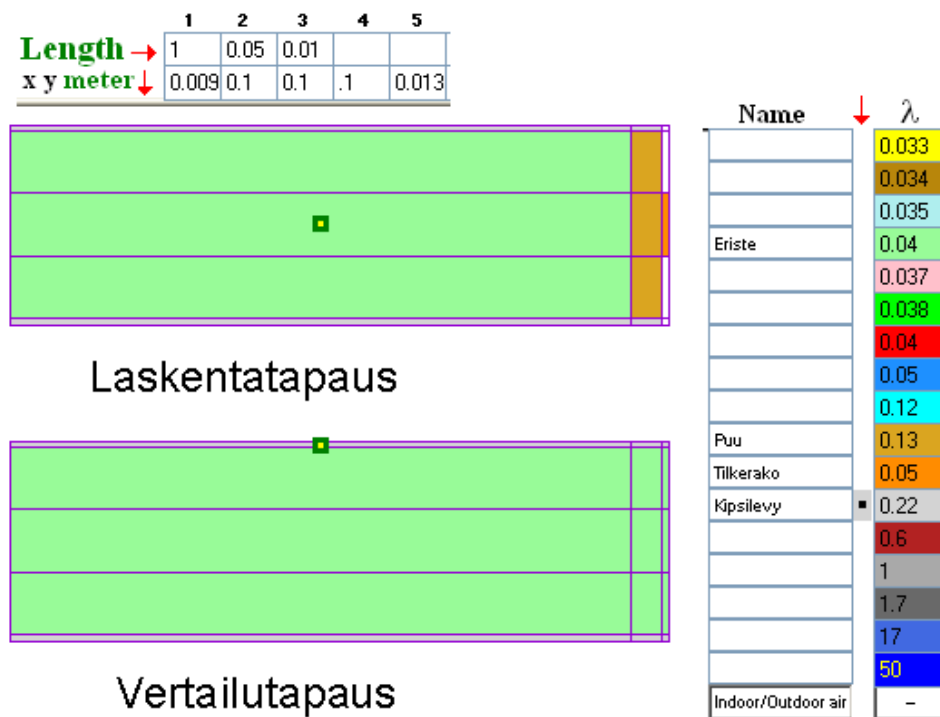 1 2 3 4 5
Length 1 0.05 0.01
x y meter 0.009 0.1 0.1 .1 0.013
Name λ
0.033
0.034
0.035
Eriste 0.04
0.037
0.038
0.04
0.05
0.12
Puu 0.13
Tilkerako 0.05
Kipsilevy 0.22
0.6
1
1.7
17
50
Indoor/Outdoor air –
Laskentatapaus
Vertailutapaus